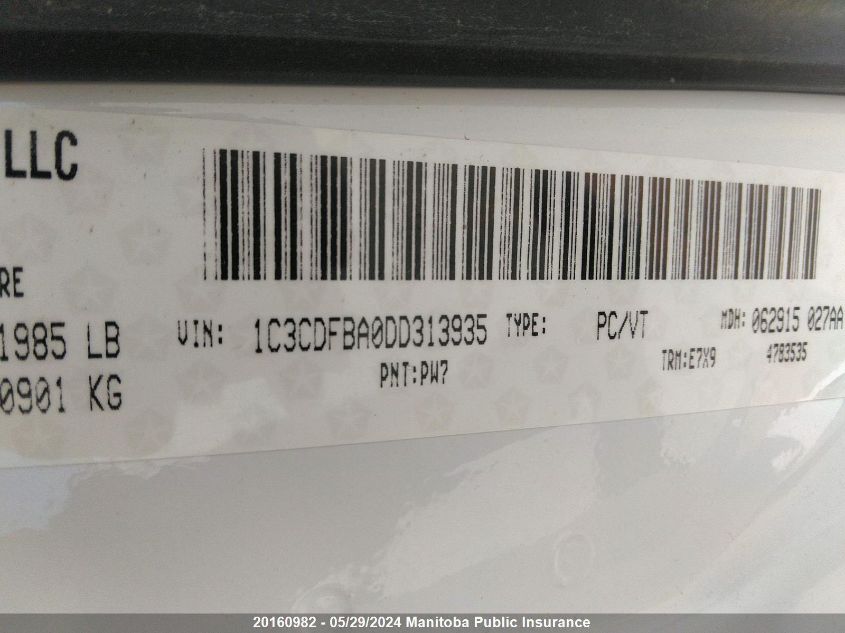 LLC
RE
1985 LB
0901 KG
VIN: 1C3CDFBA0DD313935 TYPE: PC/VT MDH: 062915 027AA
PNT:PW7 TRM:E7X9 4783535
20160982 - 05/29/2024 Manitoba Public Insurance